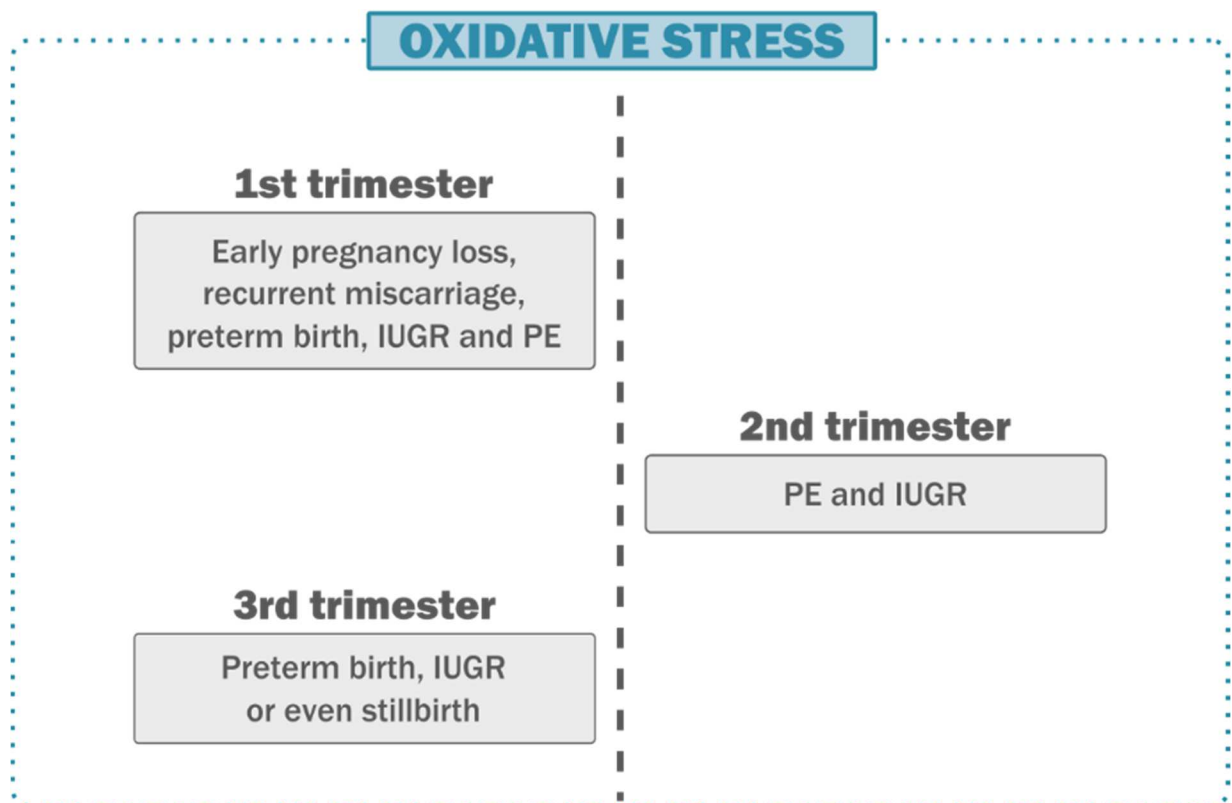 OXIDATIVE STRESS
1st trimester
Early pregnancy loss,
recurrent miscarriage,
preterm birth, IUGR and PE
2nd trimester
PE and IUGR
3rd trimester
Preterm birth, IUGR
or even stillbirth